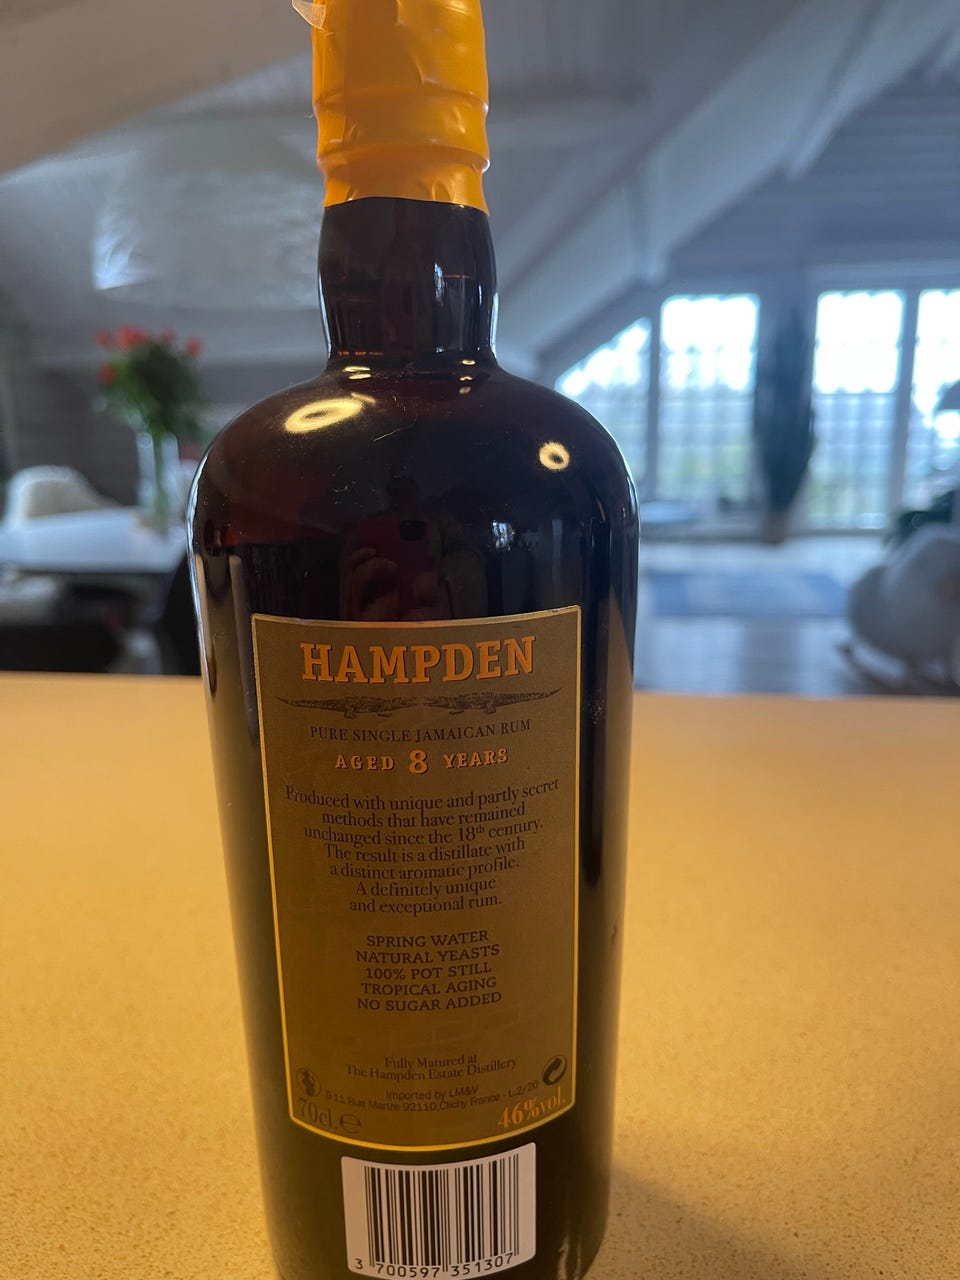 HAMPDEN
PURE SINGLE JAMAICAN RUM
AGED 8 YEARS
Produced with unique and partly secret
methods that have remained
unchanged since the 18th century.
The result is a distillate with
a distinct aromatic profile.
A definitely unique
and exceptional rum.
SPRING WATER
NATURAL YEASTS
100% POT STILL
TROPICAL AGING
NO SUGAR ADDED
Fully Matured at
The Hampden Estate Distillery
Imported by LM&V
9-11 Rue Martre 92110,Clichy France - L.2/20
70cl.e 46%vol.
3 700597 351307